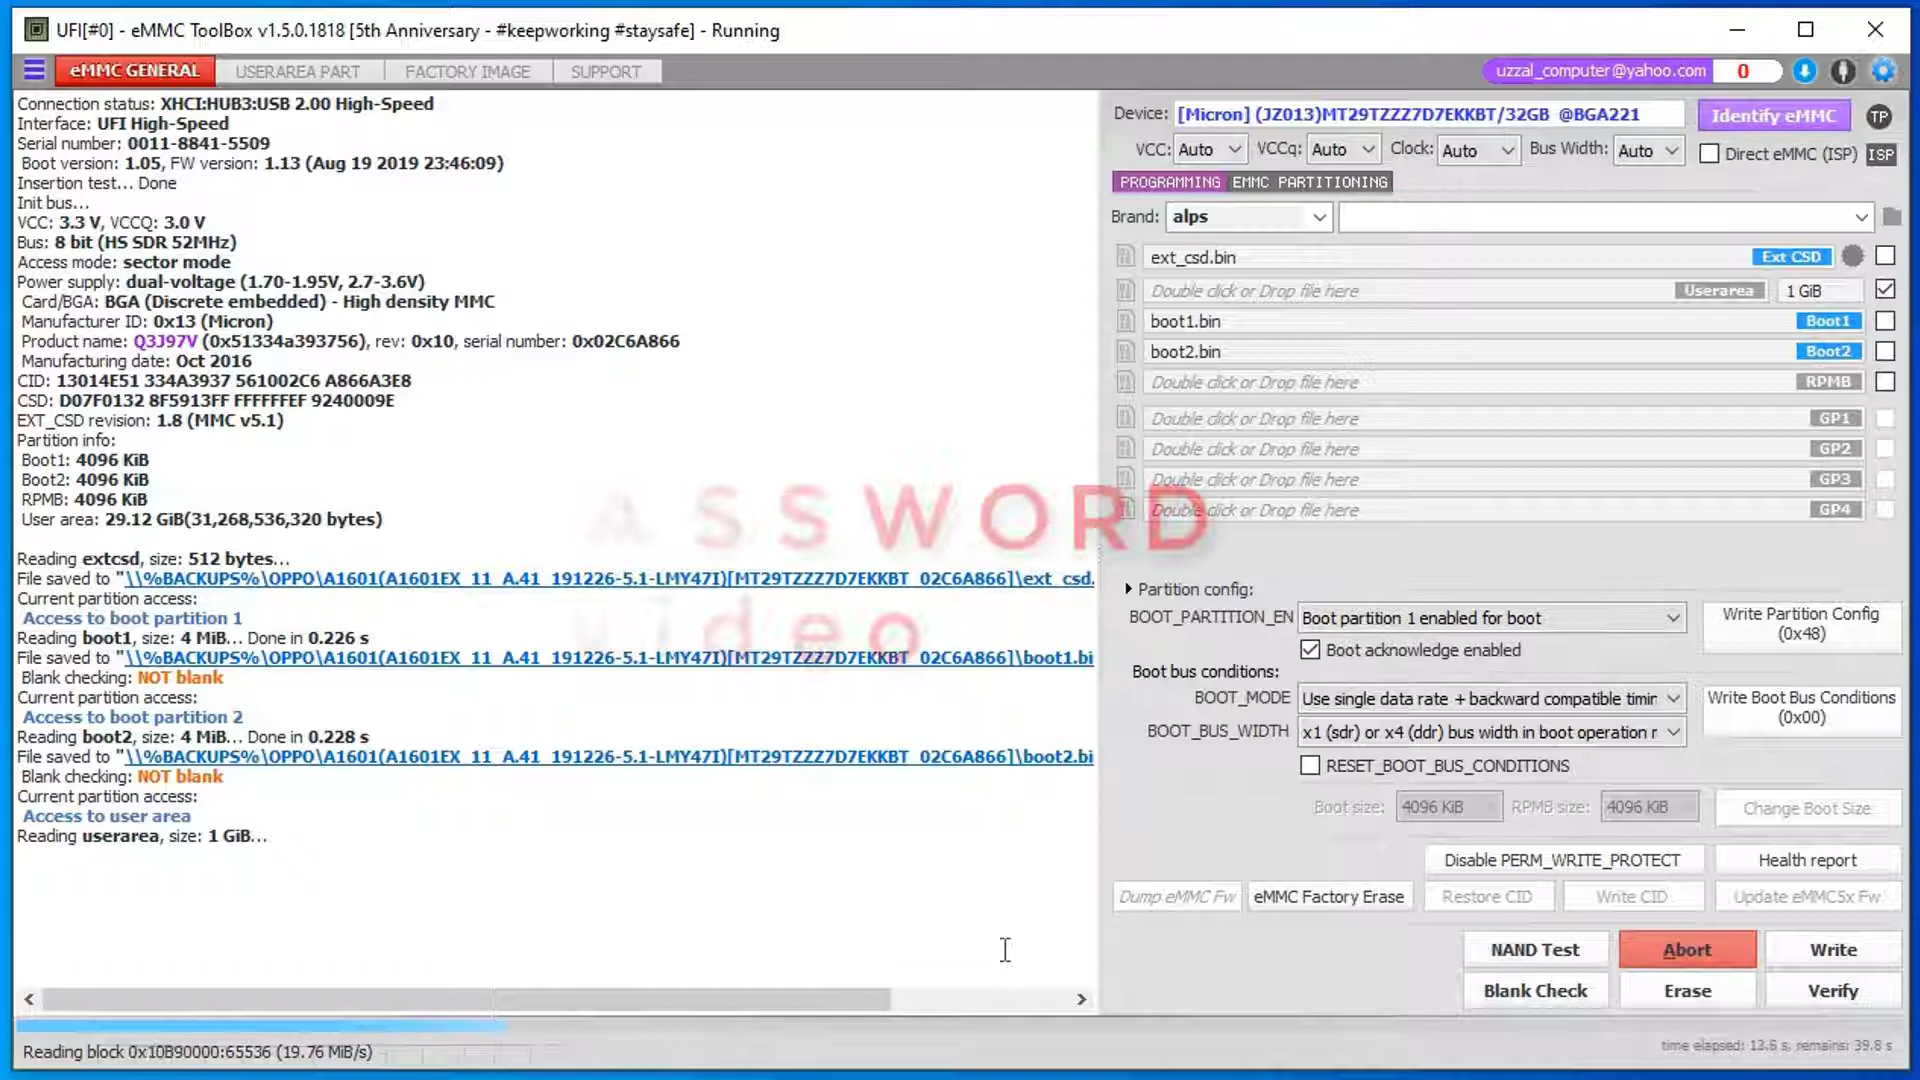 UFI[#0] - eMMC ToolBox v1.5.0.1818 [5th Anniversary - #keepworking #staysafe] - Running
eMMC GENERAL
USERAREA PART
FACTORY IMAGE
SUPPORT
uzzal_computer@yahoo.com
0
Connection status: XHCI:HUB3:USB 2.00 High-Speed
Interface: UFI High-Speed
Serial number: 0011-8841-5509
Boot version: 1.05, FW version: 1.13 (Aug 19 2019 23:46:09)
Insertion test... Done
Init bus...
VCC: 3.3 V, VCCQ: 3.0 V
Bus: 8 bit (HS SDR 52MHz)
Access mode: sector mode
Power supply: dual-voltage (1.70-1.95V, 2.7-3.6V)
Card/BGA: BGA (Discrete embedded) - High density MMC
Manufacturer ID: 0x13 (Micron)
Product name: Q3J97V (0x51334a393756), rev: 0x10, serial number: 0x02C6A866
Manufacturing date: Oct 2016
CID: 13014E51 334A3937 561002C6 A866A3E8
CSD: D07F0132 8F5913FF FFFFFFEF 9240009E
EXT_CSD revision: 1.8 (MMC v5.1)
Partition info:
Boot1: 4096 KiB
Boot2: 4096 KiB
RPMB: 4096 KiB
User area: 29.12 GiB(31,268,536,320 bytes)
Reading extcsd, size: 512 bytes...
File saved to "\\%BACKUPS%\OPPO\A1601(A1601EX_11_A.41_191226-5.1-LMY47I)[MT29TZZZ7D7EKKBT_02C6A866]\ext_csd.
Current partition access:
Access to boot partition 1
Reading boot1, size: 4 MiB... Done in 0.226 s
File saved to "\\%BACKUPS%\OPPO\A1601(A1601EX_11_A.41_191226-5.1-LMY47I)[MT29TZZZ7D7EKKBT_02C6A866]\boot1.bi
Blank checking: NOT blank
Current partition access:
Access to boot partition 2
Reading boot2, size: 4 MiB... Done in 0.228 s
File saved to "\\%BACKUPS%\OPPO\A1601(A1601EX_11_A.41_191226-5.1-LMY47I)[MT29TZZZ7D7EKKBT_02C6A866]\boot2.bi
Blank checking: NOT blank
Current partition access:
Access to user area
Reading userarea, size: 1 GiB...
ASSWORD
video
Device: [Micron] (JZ013)MT29TZZZ7D7EKKBT/32GB @BGA221
Identify eMMC
TP
VCC: Auto VCCq: Auto Clock: Auto Bus Width: Auto Direct eMMC (ISP) ISP
PROGRAMMING EMMC PARTITIONING
Brand: alps
ext_csd.bin Ext CSD
Double click or Drop file here Userarea 1 GiB
boot1.bin Boot1
boot2.bin Boot2
Double click or Drop file here RPMB
Double click or Drop file here GP1
Double click or Drop file here GP2
Double click or Drop file here GP3
Double click or Drop file here GP4
Partition config:
BOOT_PARTITION_EN Boot partition 1 enabled for boot
Write Partition Config
(0x48)
Boot acknowledge enabled
Boot bus conditions:
BOOT_MODE Use single data rate + backward compatible timin
Write Boot Bus Conditions
(0x00)
BOOT_BUS_WIDTH x1 (sdr) or x4 (ddr) bus width in boot operation r
RESET_BOOT_BUS_CONDITIONS
Boot size: 4096 KiB RPMB size: 4096 KiB Change Boot Size
Disable PERM_WRITE_PROTECT Health report
Dump eMMC Fw eMMC Factory Erase Restore CID Write CID Update eMMC5x Fw
NAND Test Abort Write
Blank Check Erase Verify
Reading block 0x10B90000:65536 (19.76 MiB/s)
time elapsed: 13.6 s, remains: 39.8 s